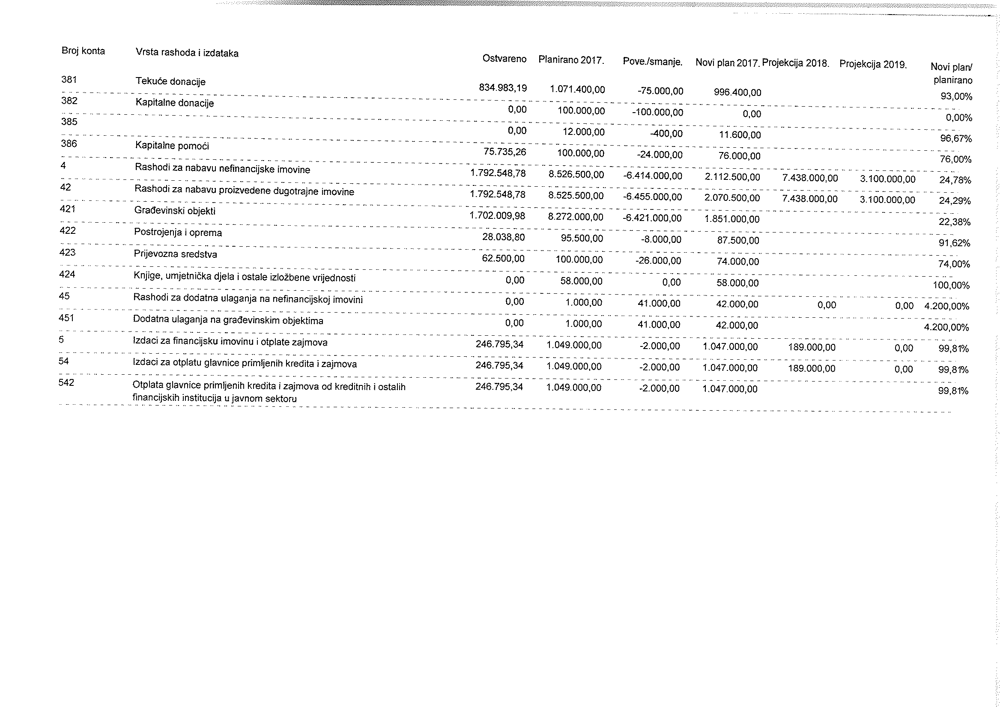 Broj konta Vrsta rashoda i izdataka Ostvareno Planirano 2017. Pove./smanje. Novi plan 2017. Projekcija 2018. Projekcija 2019. Novi plan/
planirano
381 Tekuće donacije 834.983,19 1.071.400,00 -75.000,00 996.400,00 93,00%
382 Kapitalne donacije 0,00 100.000,00 -100.000,00 0,00 0,00%
385 0,00 12.000,00 -400,00 11.600,00 96,67%
386 Kapitalne pomoći 75.735,26 100.000,00 -24.000,00 76.000,00 76,00%
4 Rashodi za nabavu nefinancijske imovine 1.792.548,78 8.526.500,00 -6.414.000,00 2.112.500,00 7.438.000,00 3.100.000,00 24,78%
42 Rashodi za nabavu proizvedene dugotrajne imovine 1.792.548,78 8.525.500,00 -6.455.000,00 2.070.500,00 7.438.000,00 3.100.000,00 24,29%
421 Građevinski objekti 1.702.009,98 8.272.000,00 -6.421.000,00 1.851.000,00 22,38%
422 Postrojenja i oprema 28.038,80 95.500,00 -8.000,00 87.500,00 91,62%
423 Prijevozna sredstva 62.500,00 100.000,00 -26.000,00 74.000,00 74,00%
424 Knjige, umjetnička djela i ostale izložbene vrijednosti 0,00 58.000,00 0,00 58.000,00 100,00%
45 Rashodi za dodatna ulaganja na nefinancijskoj imovini 0,00 1.000,00 41.000,00 42.000,00 0,00 0,00 4.200,00%
451 Dodatna ulaganja na građevinskim objektima 0,00 1.000,00 41.000,00 42.000,00 4.200,00%
5 Izdaci za financijsku imovinu i otplate zajmova 246.795,34 1.049.000,00 -2.000,00 1.047.000,00 189.000,00 0,00 99,81%
54 Izdaci za otplatu glavnice primljenih kredita i zajmova 246.795,34 1.049.000,00 -2.000,00 1.047.000,00 189.000,00 0,00 99,81%
542 Otplata glavnice primljenih kredita i zajmova od kreditnih i ostalih 246.795,34 1.049.000,00 -2.000,00 1.047.000,00 99,81%
financijskih institucija u javnom sektoru